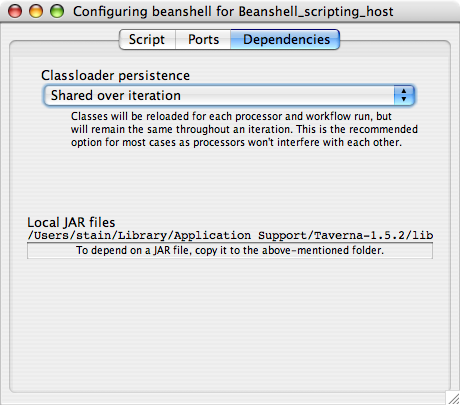 Configuring beanshell for Beanshell_scripting_host
Script Ports Dependencies
Classloader persistence
Shared over iteration
Classes will be reloaded for each processor and workflow run, but
will remain the same throughout an iteration. This is the recommended
option for most cases as processors won't interfere with each other.
Local JAR files
/Users/stain/Library/Application Support/Taverna-1.5.2/lib
To depend on a JAR file, copy it to the above-mentioned folder.